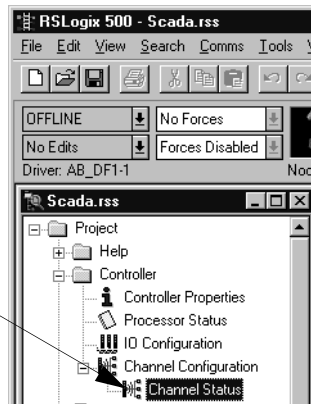 RSLogix 500 - Scada.rss
File Edit View Search Comms Tools
OFFLINE No Forces
No Edits Forces Disabled
Driver: AB_DF1-1
Scada.rss
Project
Help
Controller
Controller Properties
Processor Status
IO Configuration
Channel Configuration
Channel Status